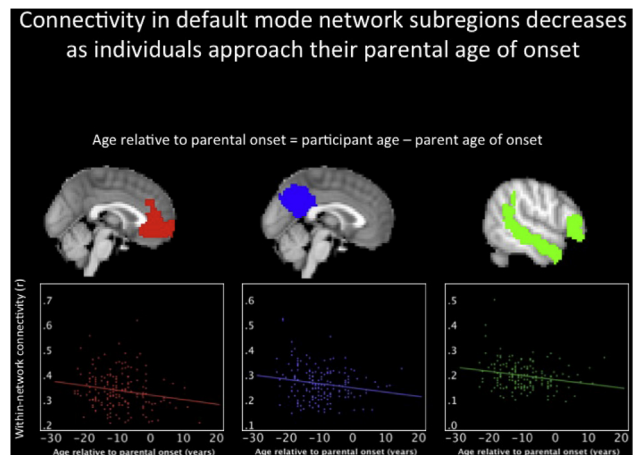 Connectivity in default mode network subregions decreases
as individuals approach their parental age of onset
Age relative to parental onset = participant age – parent age of onset
Within-network connectivity (r)
.7
.6
.5
.4
.3
.2
−30 −20 −10 0 10 20
Age relative to parental onset (years)
.6
.5
.4
.3
.2
.1
−30 −20 −10 0 10 20
Age relative to parental onset (years)
.5
.4
.3
.2
.1
0
−30 −20 −10 0 10 20
Age relative to parental onset (years)